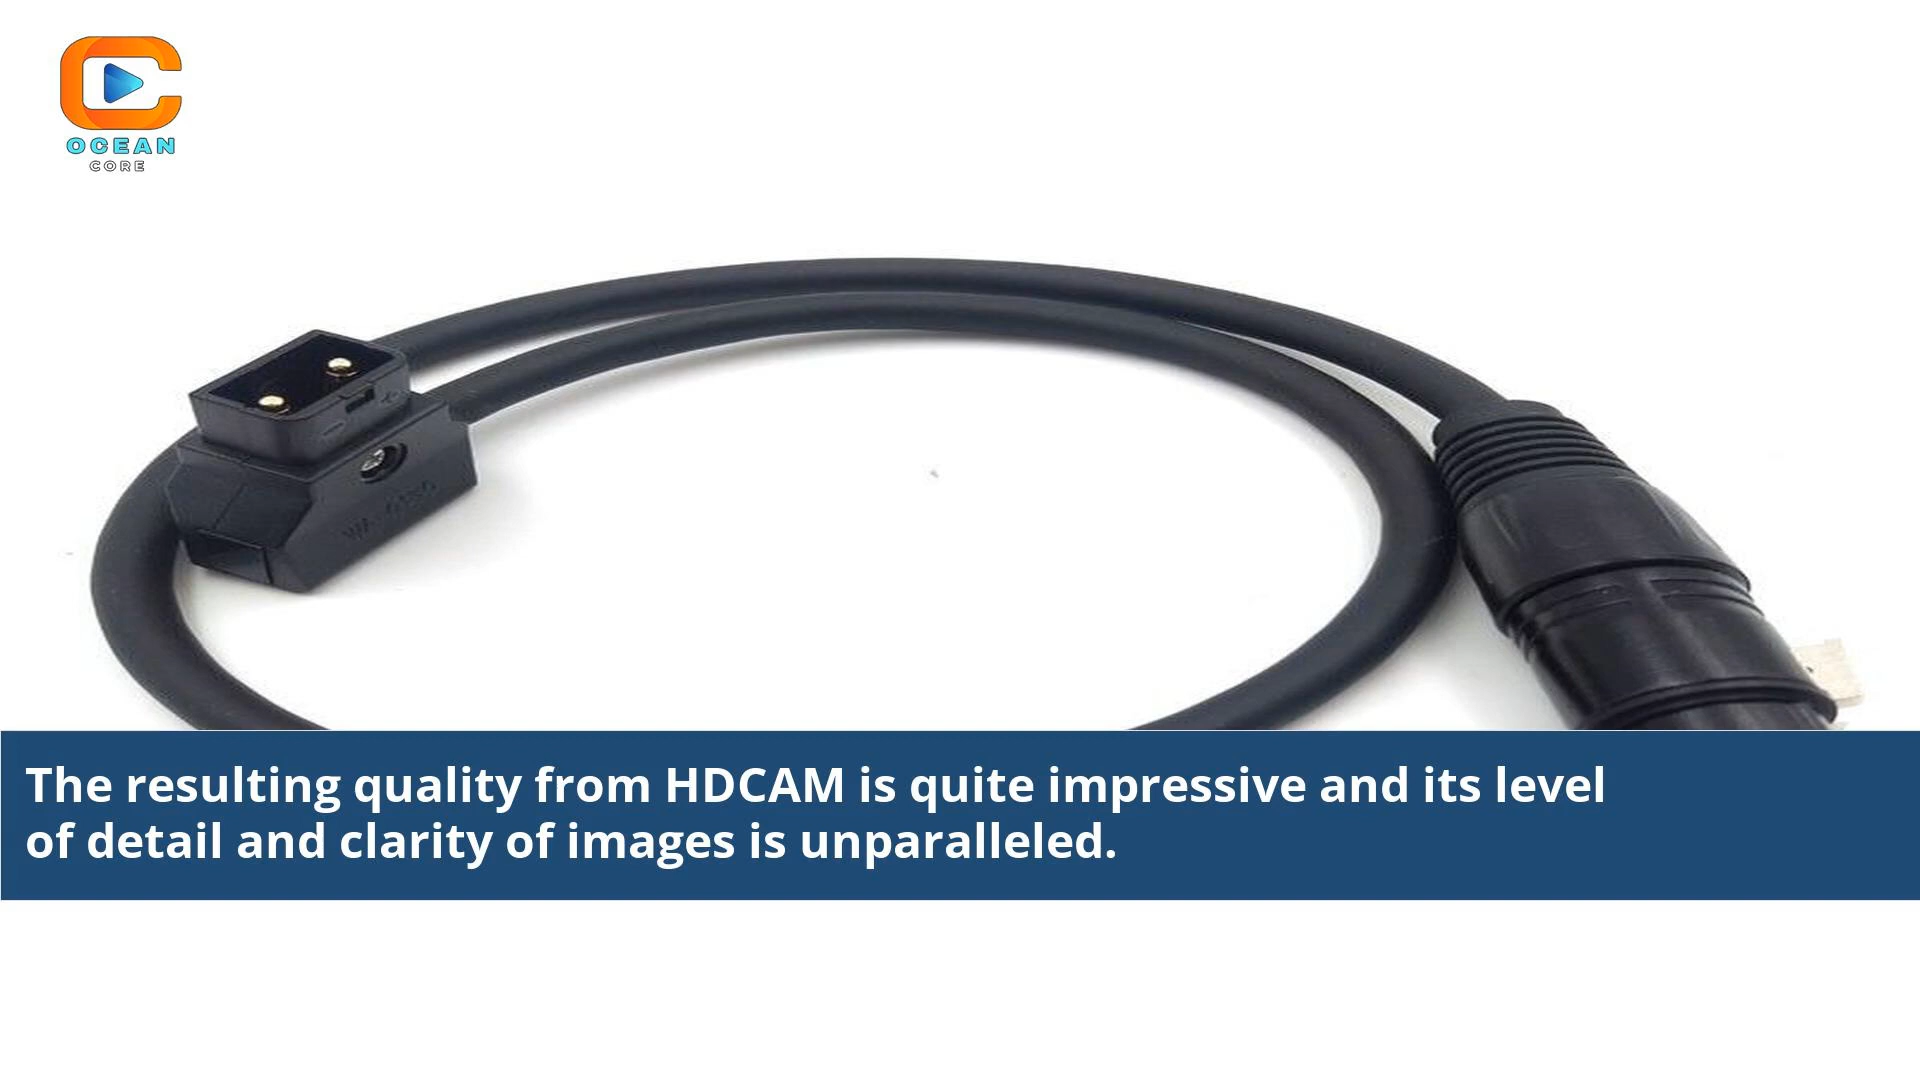 OCEAN
CORE
The resulting quality from HDCAM is quite impressive and its level
of detail and clarity of images is unparalleled.